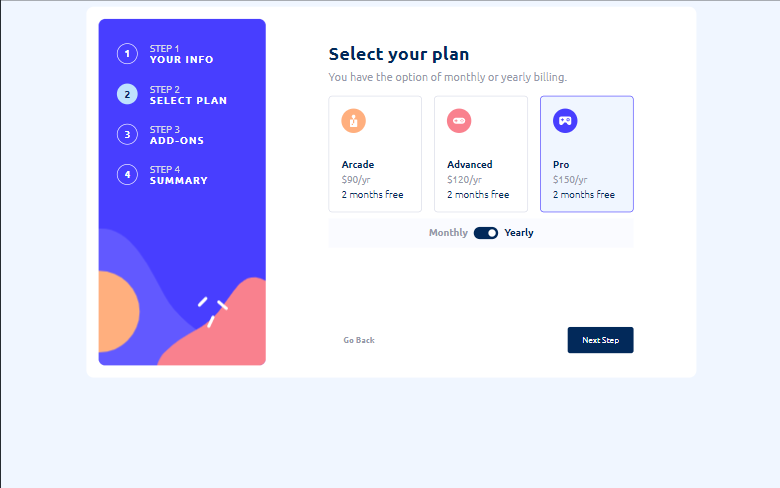 1
STEP 1
YOUR INFO
2
STEP 2
SELECT PLAN
3
STEP 3
ADD-ONS
4
STEP 4
SUMMARY
Select your plan
You have the option of monthly or yearly billing.
Arcade
$90/yr
2 months free
Advanced
$120/yr
2 months free
Pro
$150/yr
2 months free
Monthly Yearly
Go Back
Next Step